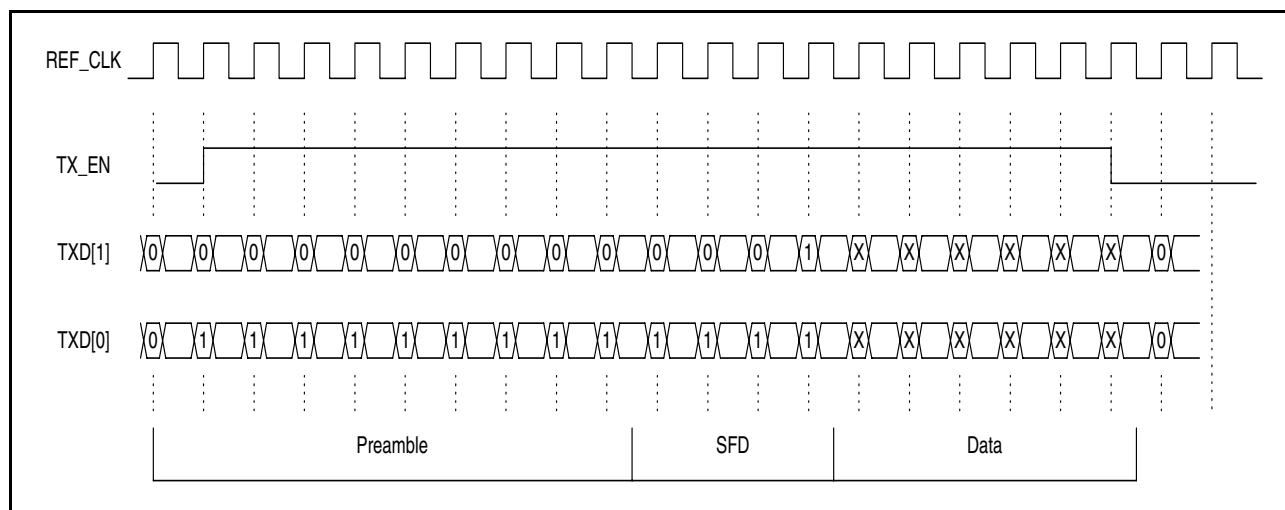 REF_CLK
TX_EN
TXD[1] 0 0 0 0 0 0 0 0 0 0 0 0 0 1 X X X X X X 0
TXD[0] 0 1 1 1 1 1 1 1 1 1 1 1 1 1 X X X X X X 0
Preamble SFD Data